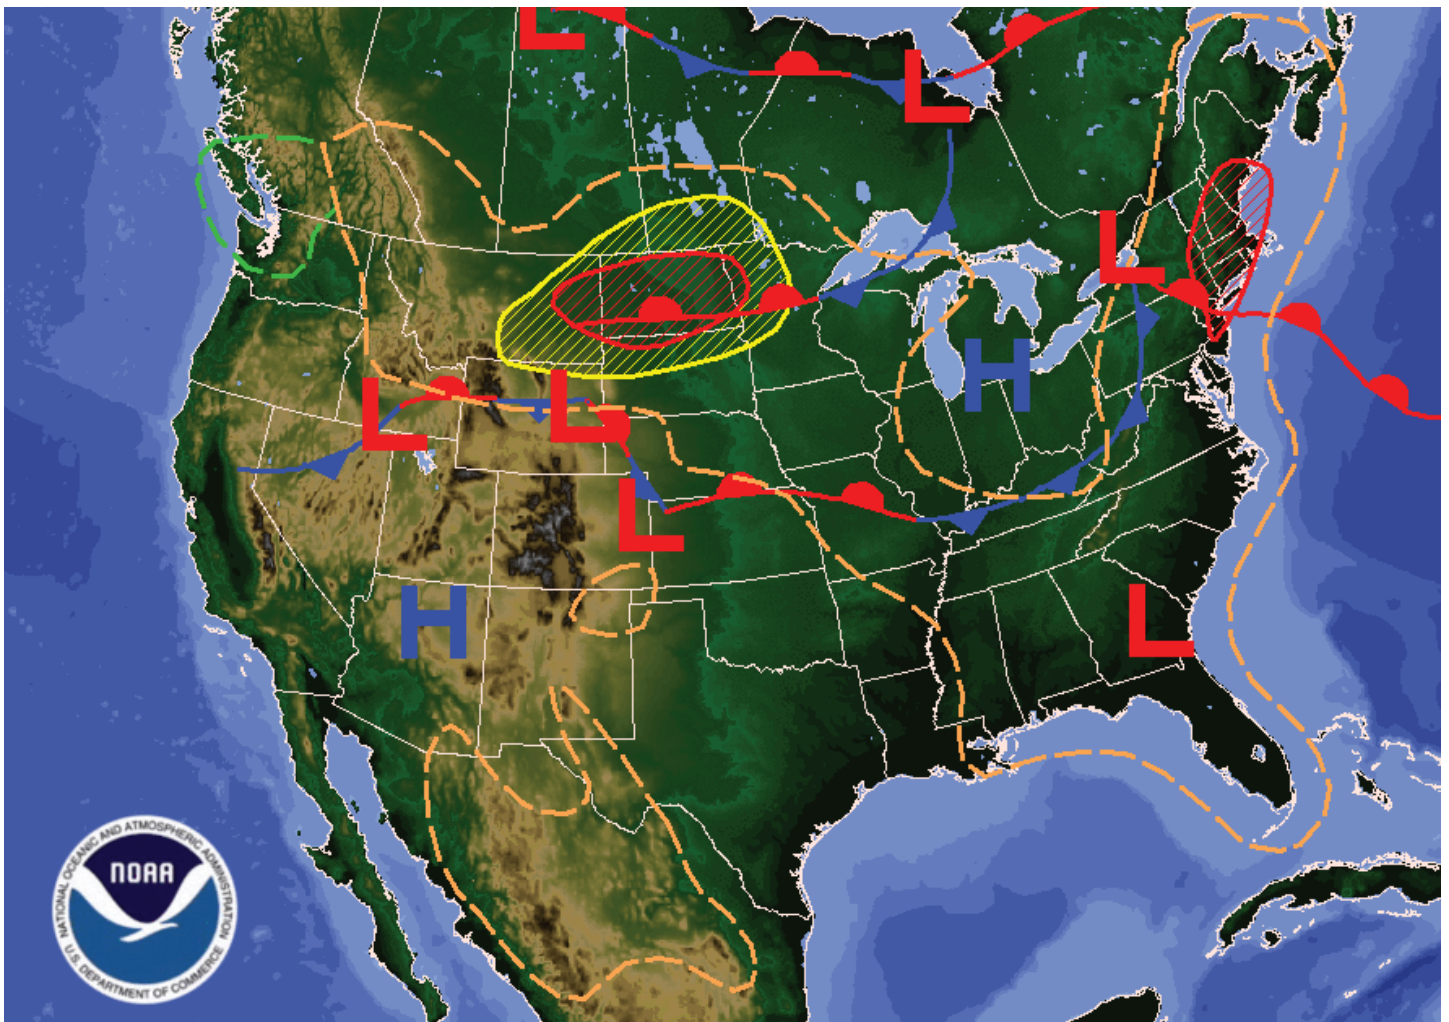 L
L
L
H
L
L
L
H
L
NATIONAL OCEANIC AND ATMOSPHERIC ADMINISTRATION
NOAA
U.S. DEPARTMENT OF COMMERCE